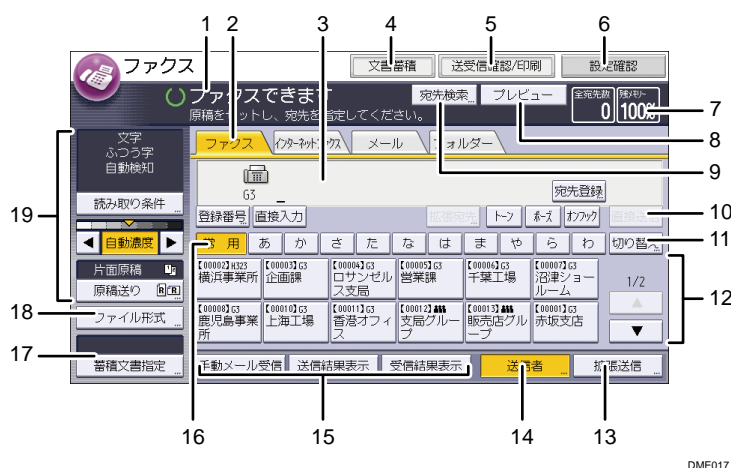 1 2 3 4 5 6
ファクス
文書蓄積 送受信確認/印刷 設定確認
ファクスできます
宛先検索 プレビュー
全宛先数 0 残メモリー 100%
原稿をセットし、宛先を指定してください。
7
8
9
文字
ふつう字
自動検知
読み取り条件
ファクス インターネットファクス メール フォルダー
G3 _
宛先登録
登録番号 直接入力 拡張宛先 トーン ポーズ オンフック
10
19
自動濃度
常用 あ か さ た な は ま や ら わ 切り替え
11
片面原稿
原稿送り
【00002】H323
横浜事業所
【00003】G3
企画課
【00004】G3
ロサンゼル
ス支局
【00005】G3
営業課
【00006】G3
千葉工場
【00007】G3
沼津ショー
ルーム
1/2
12
18
ファイル形式
【00008】G3
鹿児島事業
所
【00010】G3
上海工場
【00011】G3
香港オフィ
ス
【00012】
支局グルー
プ
【00013】
販売店グル
ープ
【00001】G3
赤坂支店
17
蓄積文書指定
手動メール受信 送信結果表示 受信結果表示 送信者 拡張送信
16 15 14 13
DMF017